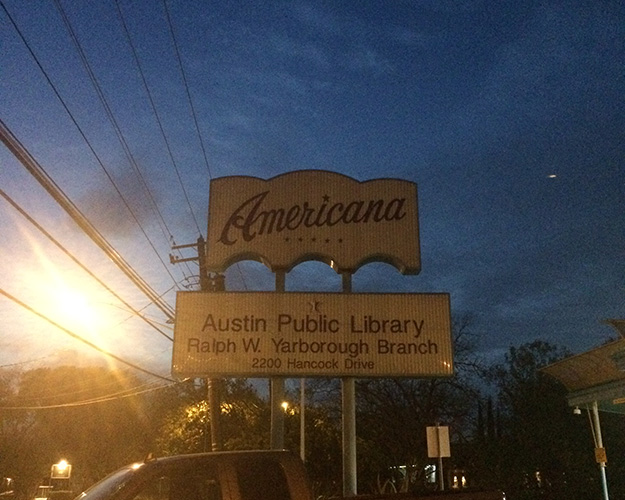 Americana
Austin Public Library
Ralph W. Yarborough Branch
2200 Hancock Drive